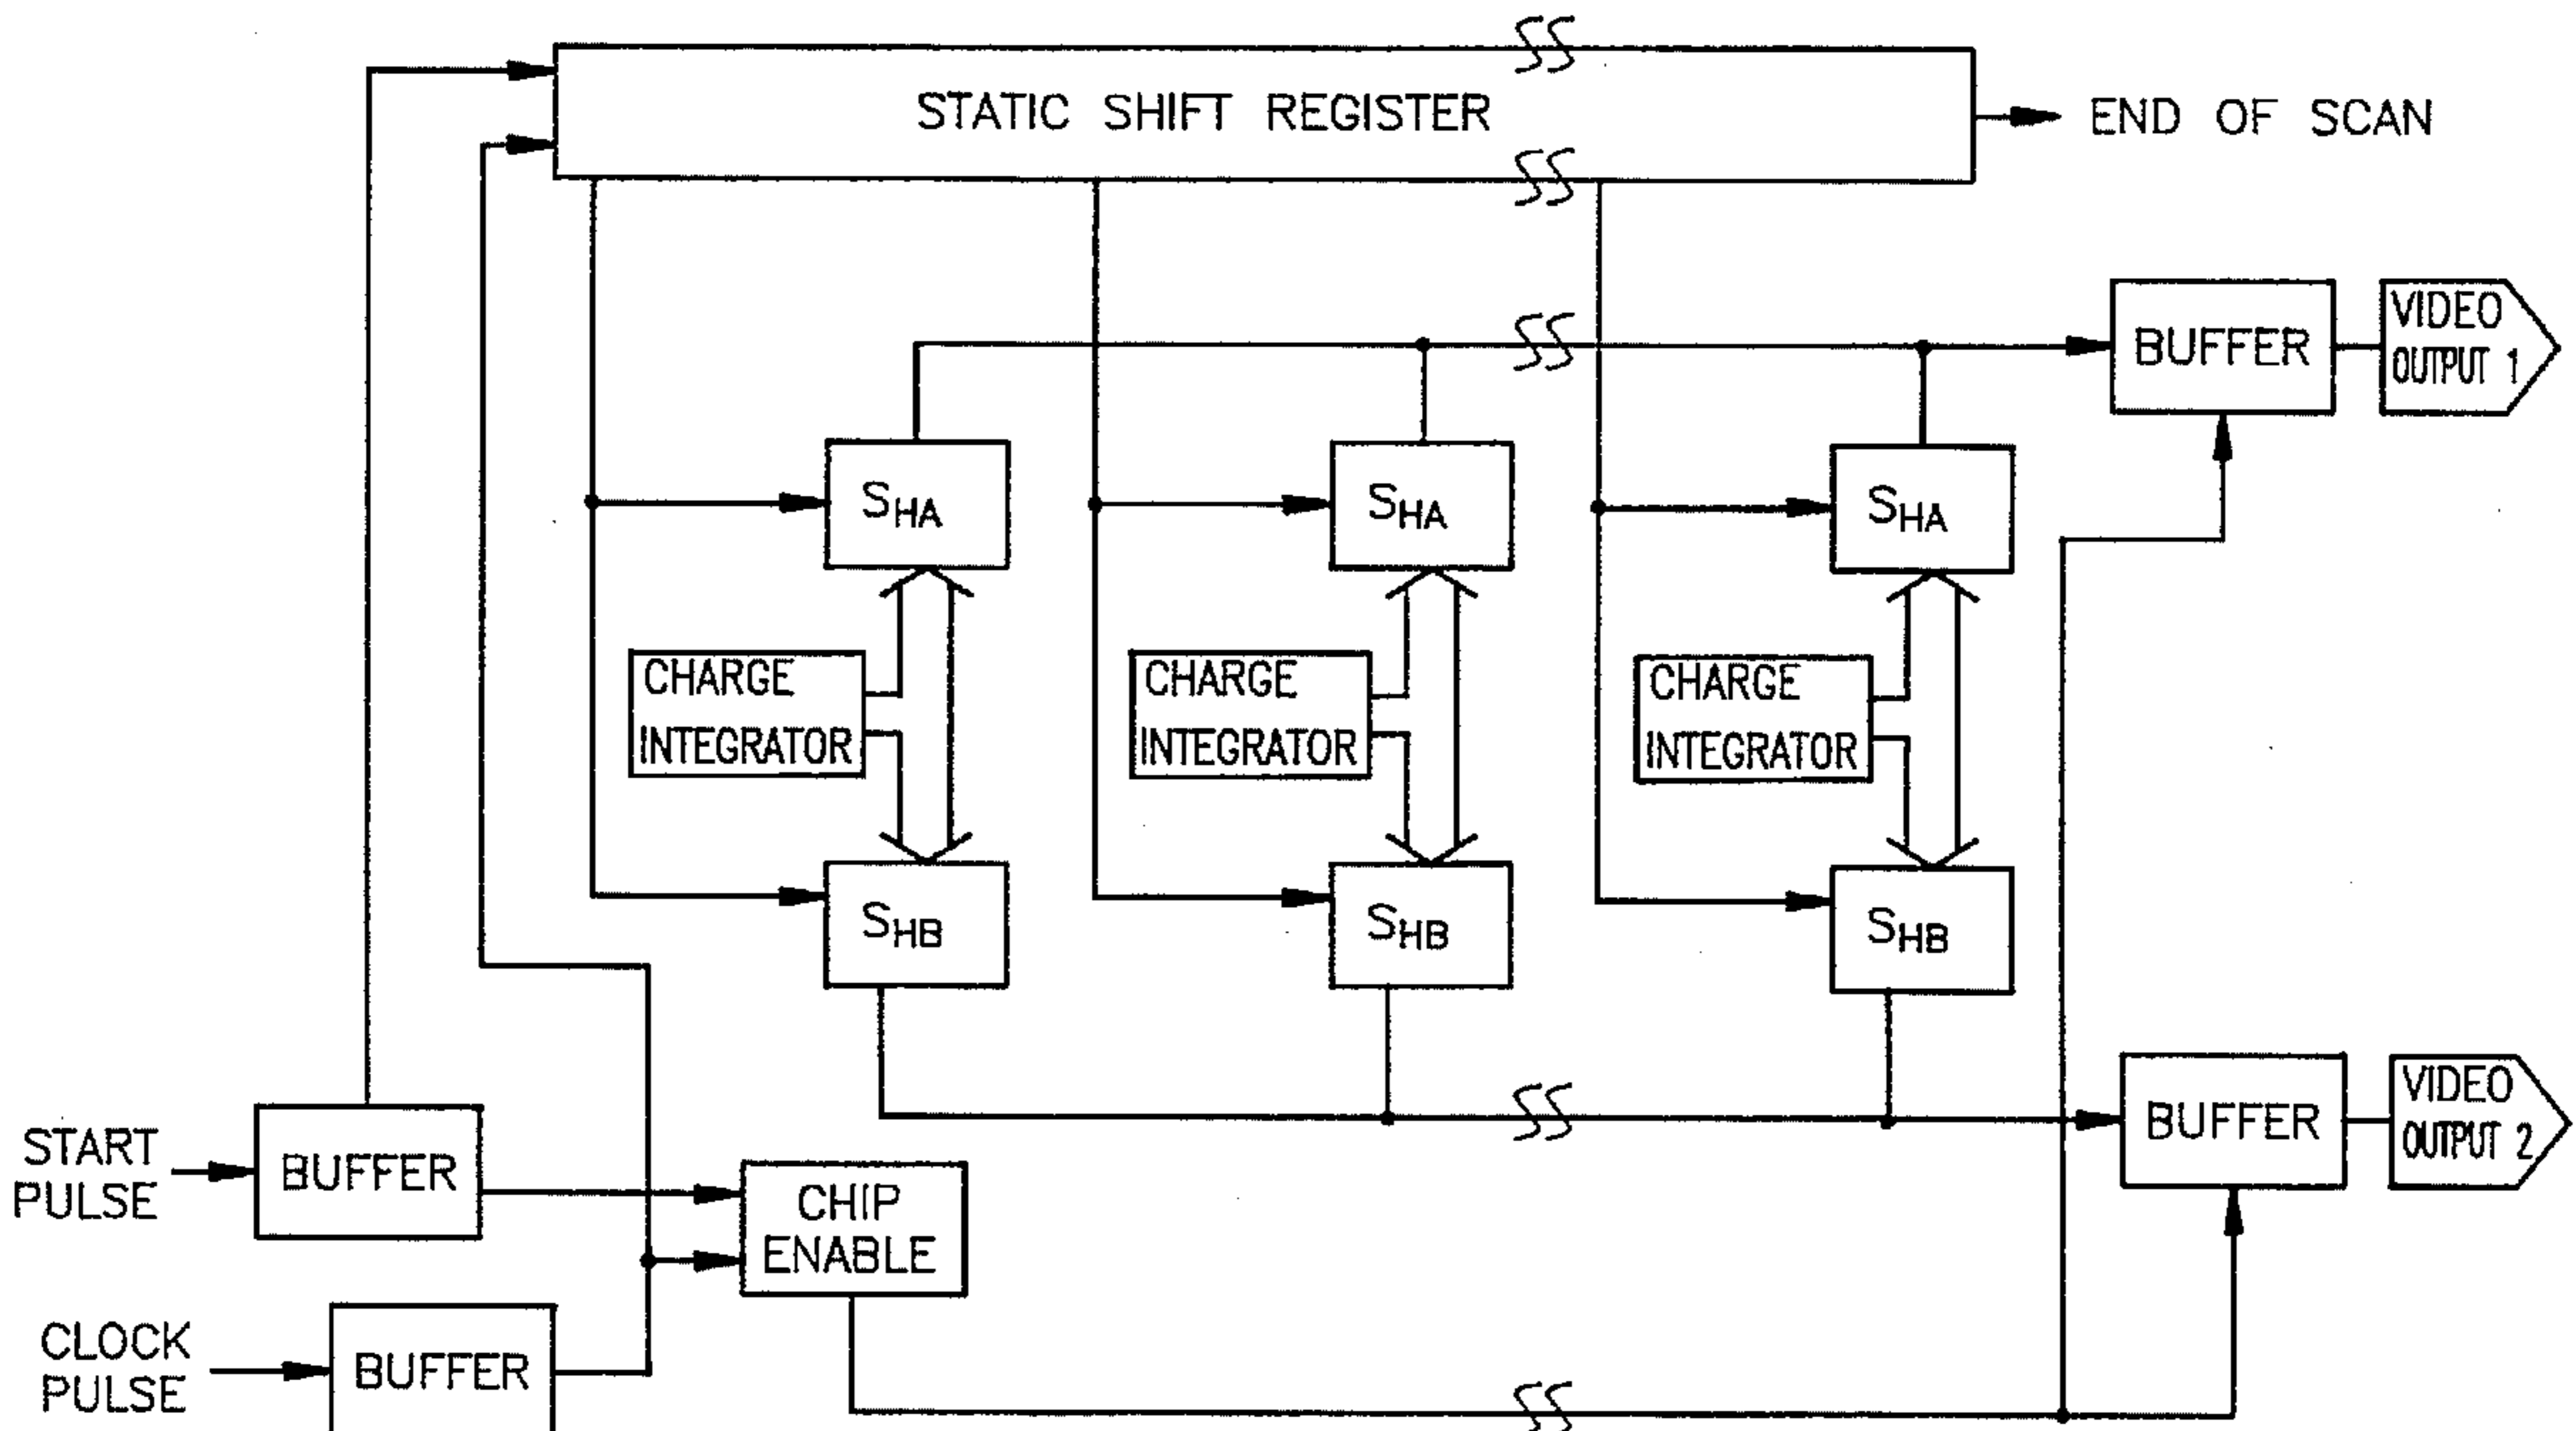 STATIC SHIFT REGISTER
END OF SCAN
VIDEO
OUTPUT 1
BUFFER
SHA
SHA
SHA
CHARGE
INTEGRATOR
CHARGE
INTEGRATOR
CHARGE
INTEGRATOR
SHB
SHB
SHB
BUFFER
VIDEO
OUTPUT 2
START
PULSE
BUFFER
CHIP
ENABLE
CLOCK
PULSE
BUFFER